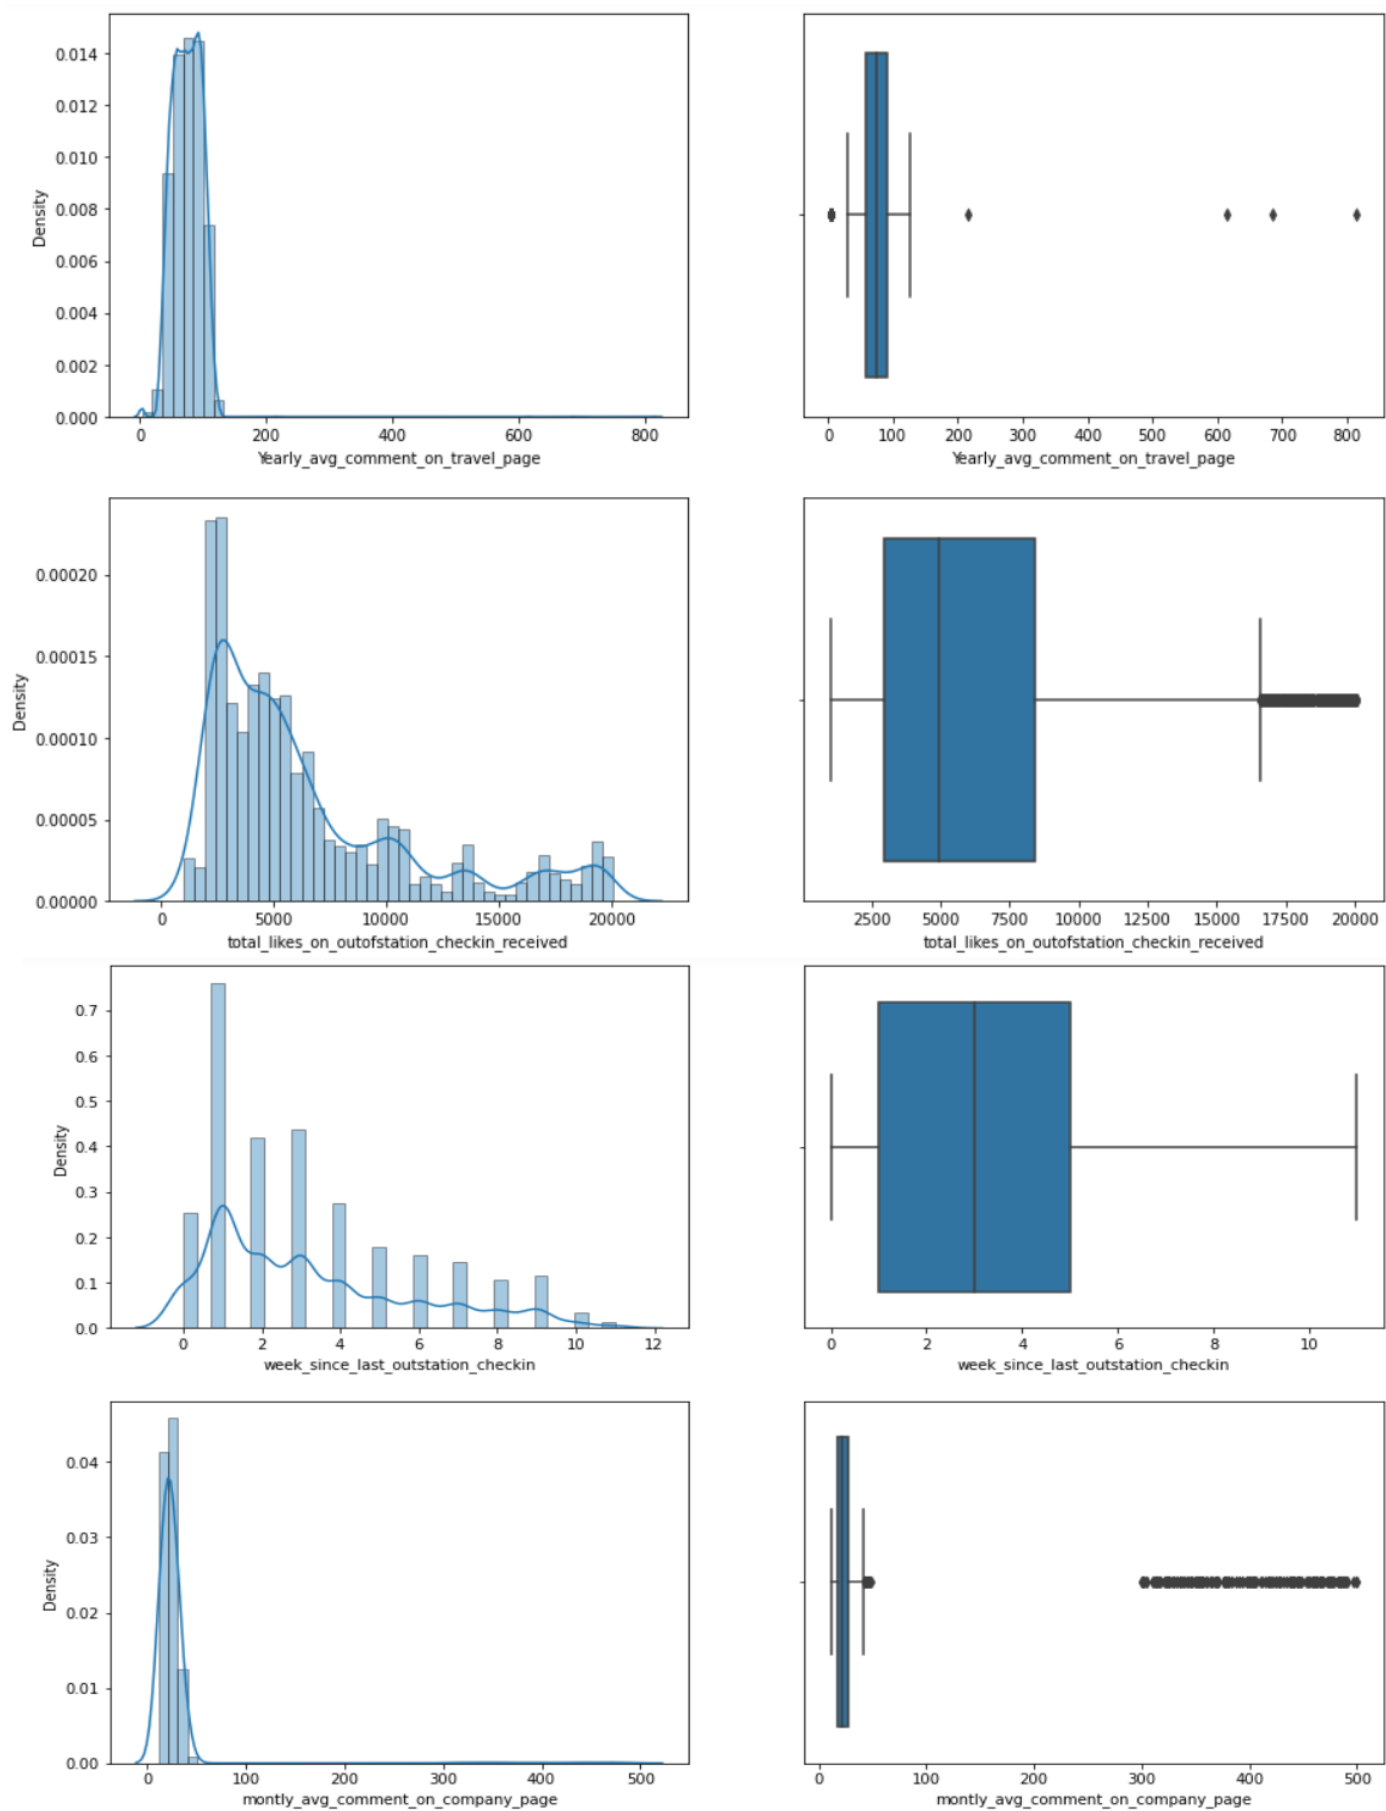 0.014
0.012
0.010
0.008
0.006
0.004
0.002
0.000
Density
0 200 400 600 800
Yearly_avg_comment_on_travel_page
0 100 200 300 400 500 600 700 800
Yearly_avg_comment_on_travel_page
0.00020
0.00015
0.00010
0.00005
0.00000
Density
0 5000 10000 15000 20000
total_likes_on_outofstation_checkin_received
2500 5000 7500 10000 12500 15000 17500 20000
total_likes_on_outofstation_checkin_received
0.7
0.6
0.5
0.4
0.3
0.2
0.1
0.0
Density
0 2 4 6 8 10 12
week_since_last_outstation_checkin
0 2 4 6 8 10
week_since_last_outstation_checkin
0.04
0.03
0.02
0.01
0.00
Density
0 100 200 300 400 500
montly_avg_comment_on_company_page
0 100 200 300 400 500
montly_avg_comment_on_company_page